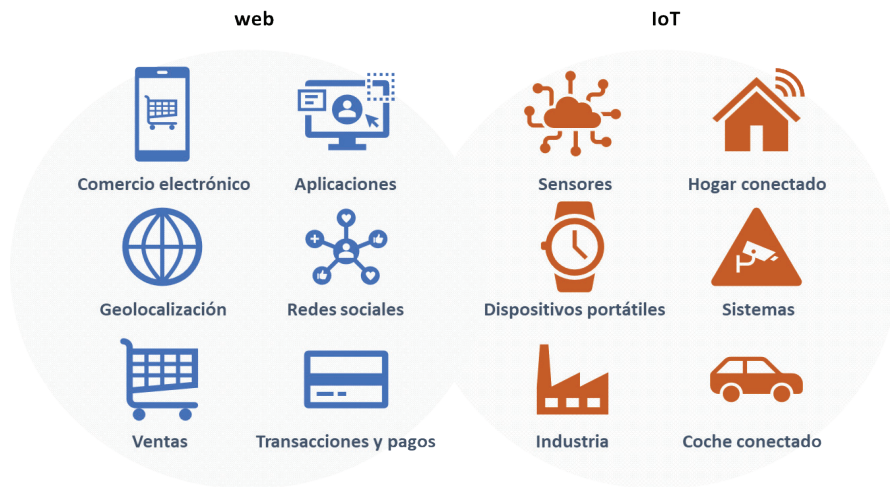 web
IoT
Comercio electrónico
Aplicaciones
Sensores
Hogar conectado
Geolocalización
Redes sociales
Dispositivos portátiles
Sistemas
Ventas
Transacciones y pagos
Industria
Coche conectado